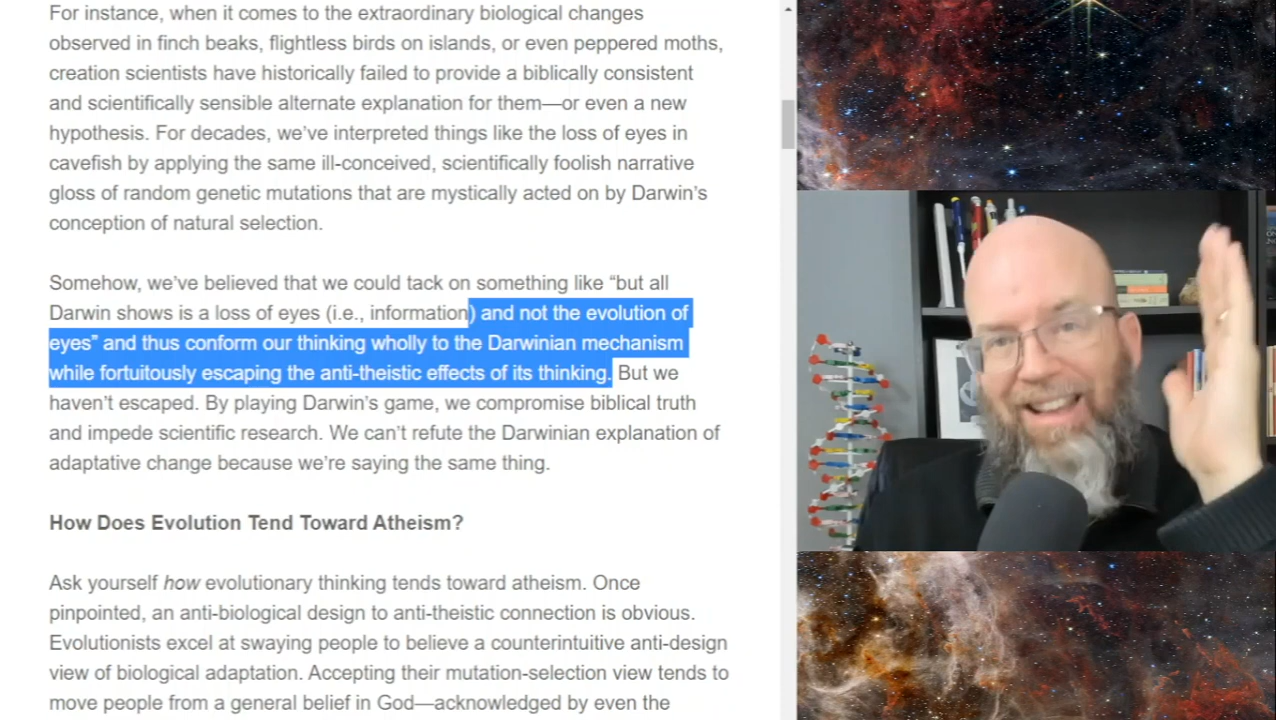 For instance, when it comes to the extraordinary biological changes
observed in finch beaks, flightless birds on islands, or even peppered moths,
creation scientists have historically failed to provide a biblically consistent
and scientifically sensible alternate explanation for them—or even a new
hypothesis. For decades, we’ve interpreted things like the loss of eyes in
cavefish by applying the same ill-conceived, scientifically foolish narrative
gloss of random genetic mutations that are mystically acted on by Darwin’s
conception of natural selection.
Somehow, we’ve believed that we could tack on something like “but all
Darwin shows is a loss of eyes (i.e., information) and not the evolution of
eyes” and thus conform our thinking wholly to the Darwinian mechanism
while fortuitously escaping the anti-theistic effects of its thinking. But we
haven’t escaped. By playing Darwin’s game, we compromise biblical truth
and impede scientific research. We can’t refute the Darwinian explanation of
adaptative change because we’re saying the same thing.
How Does Evolution Tend Toward Atheism?
Ask yourself how evolutionary thinking tends toward atheism. Once
pinpointed, an anti-biological design to anti-theistic connection is obvious.
Evolutionists excel at swaying people to believe a counterintuitive anti-design
view of biological adaptation. Accepting their mutation-selection view tends to
move people from a general belief in God—acknowledged by even the